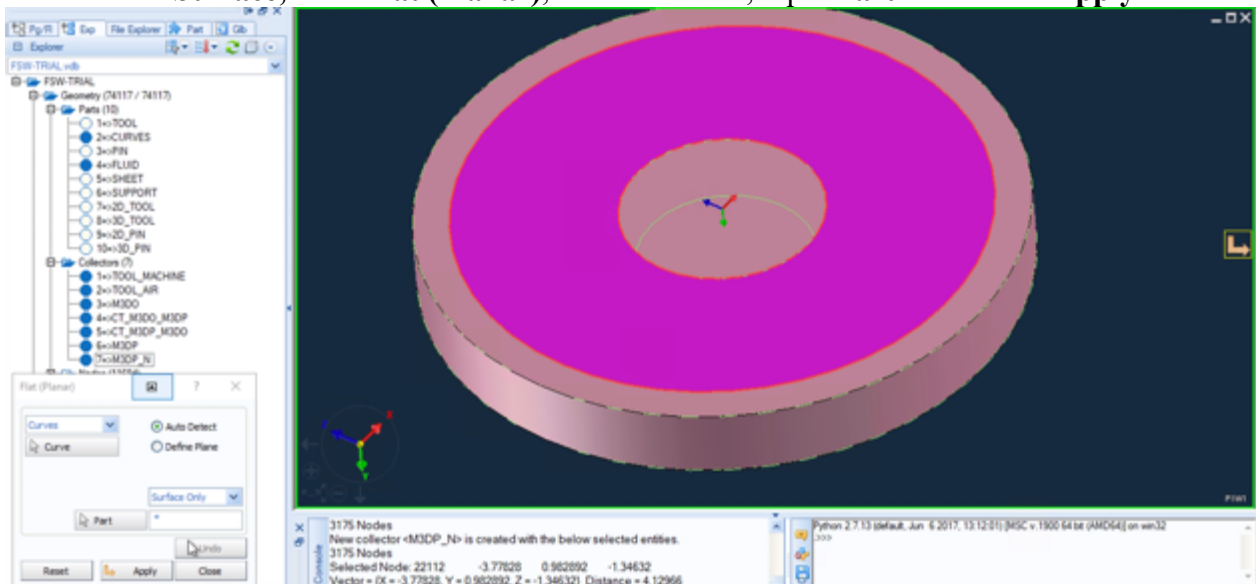 Pg/R Exp File Explorer Part Glb
Explorer
FSW-TRIAL.vdb
FSW-TRIAL
Geometry (74117 / 74117)
Parts (10)
1<>TOOL
2<>CURVES
3<>PIN
4<>FLUID
5<>SHEET
6<>SUPPORT
7<>2D_TOOL
8<>3D_TOOL
9<>2D_PIN
10<>3D_PIN
Collectors (7)
1<>TOOL_MACHINE
2<>TOOL_AIR
3<>M3DO
4<>CT_M3DO_M3DP
5<>CT_M3DP_M3DO
6<>M3DP
7<>M3DP_N
Flat (Planar) ?
Curves Auto Detect
Curve Define Plane
Surface Only
Part *
Undo
Reset Apply Close
X
Y
P1W1
Console
3175 Nodes
New collector <M3DP_N> is created with the below selected entities.
3175 Nodes
Selected Node: 22112 -3.77828 0.982892 -1.34632
Vector = (X = -3.77828, Y = 0.982892, Z = -1.34632) Distance = 4.12966
Python 2.7.13 (default, Jun 6 2017, 13:12:01) [MSC v.1900 64 bit (AMD64)] on win32
>>>